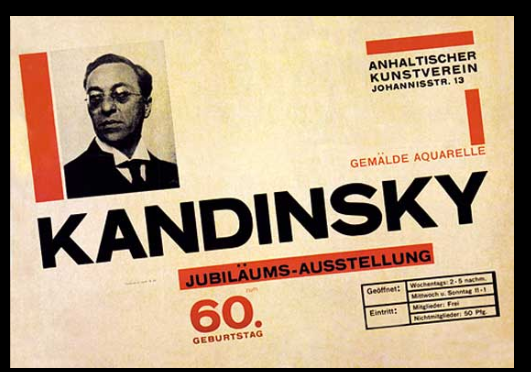 ANHALTISCHER
KUNSTVEREIN
JOHANNISSTR. 13
GEMÄLDE AQUARELLE
KANDINSKY
JUBILÄUMS-AUSSTELLUNG
zum
60.
GEBURTSTAG
Geöffnet: Wochentags: 2-5 nachm.
Mittwoch u. Sonntag 11-1
Eintritt: Mitglieder: Frei
Nichtmitglieder: 50 Pfg.